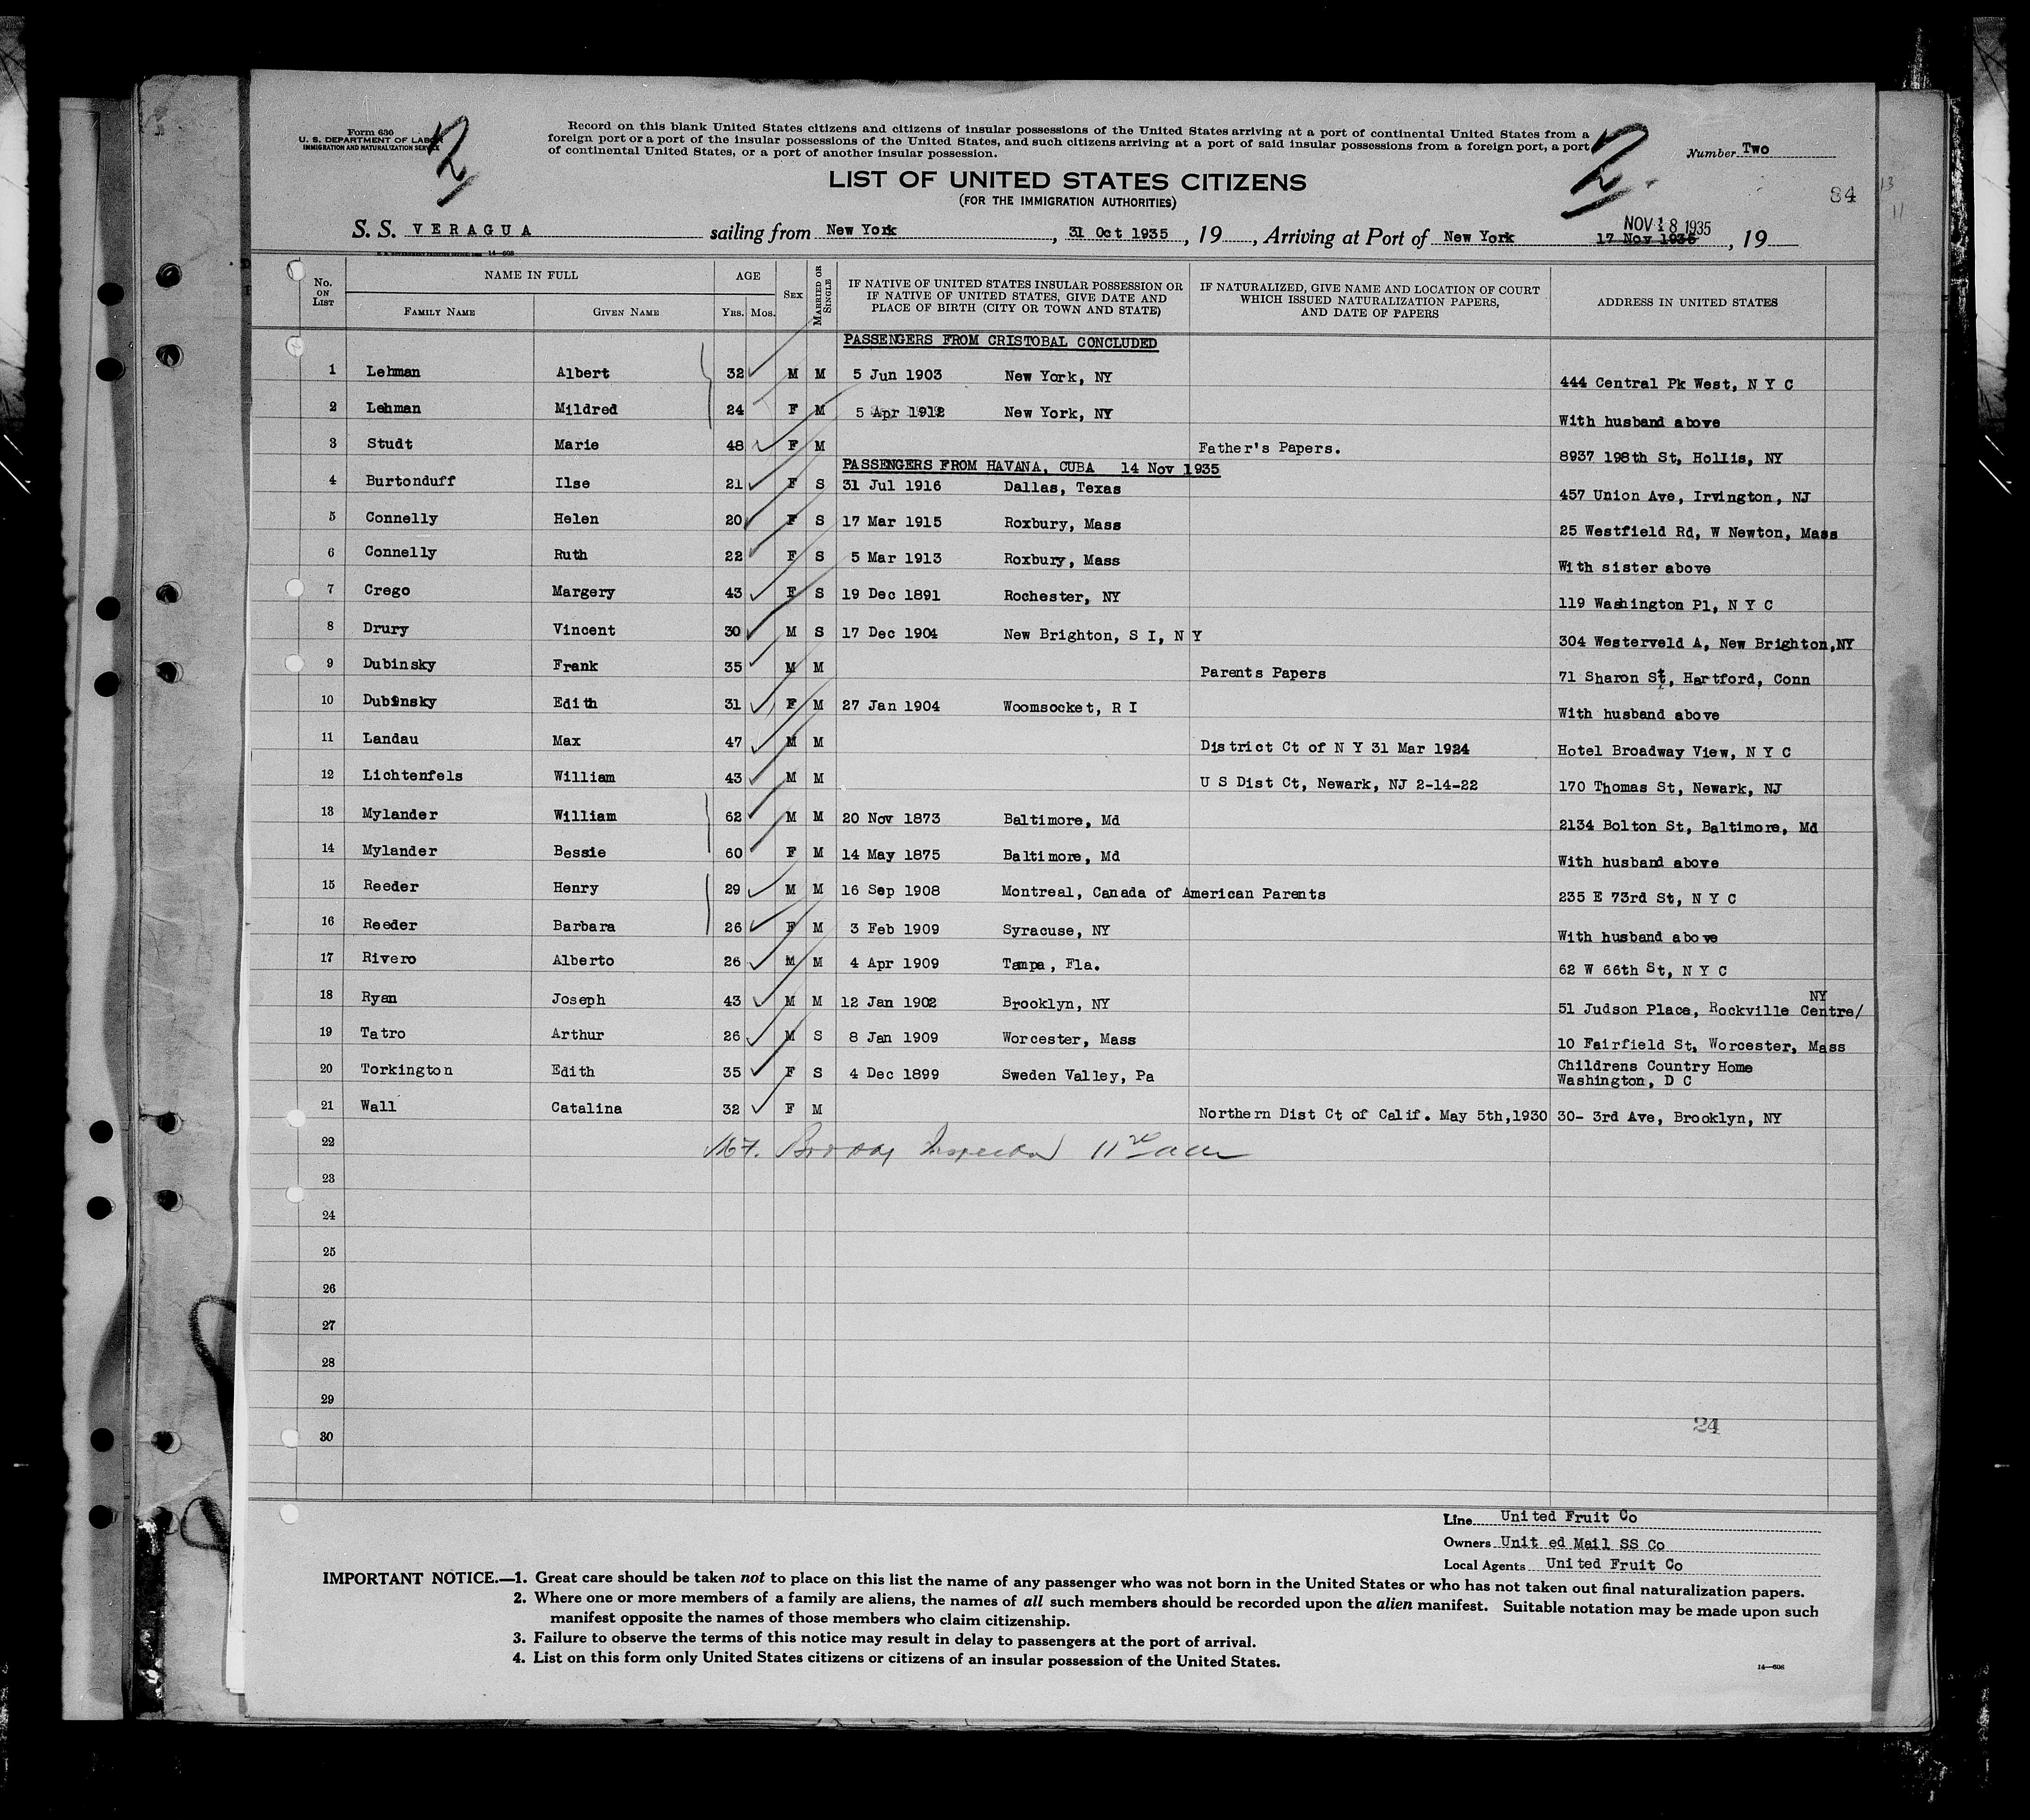 Form 630
U. S. DEPARTMENT OF LABOR
IMMIGRATION AND NATURALIZATION SERVICE
2
Record on this blank United States citizens and citizens of insular possessions of the United States arriving at a port of continental United States from a
foreign port or a port of the insular possessions of the United States, and such citizens arriving at a port of said insular possessions from a foreign port, a port
of continental United States, or a port of another insular possession.
2.
Number Two
LIST OF UNITED STATES CITIZENS
(FOR THE IMMIGRATION AUTHORITIES)
84
13
11
NOV 18 1935
S. S. VERAGUA sailing from New York, 31 Oct 1935, 19, Arriving at Port of New York 17 Nov 1935, 19
No. ON LIST NAME IN FULL AGE SEX MARRIED OR SINGLE IF NATIVE OF UNITED STATES INSULAR POSSESSION OR IF NATIVE OF UNITED STATES, GIVE DATE AND PLACE OF BIRTH (CITY OR TOWN AND STATE) IF NATURALIZED, GIVE NAME AND LOCATION OF COURT WHICH ISSUED NATURALIZATION PAPERS, AND DATE OF PAPERS ADDRESS IN UNITED STATES
FAMILY NAME GIVEN NAME YRS. MOS.
PASSENGERS FROM CRISTOBAL CONCLUDED
1 Lehman Albert 32 M M 5 Jun 1903 New York, NY 444 Central Pk West, N Y C
2 Lehman Mildred 24 F M 5 Apr 1912 New York, NY With husband above
3 Studt Marie 48 F M Father's Papers. 8937 198th St, Hollis, NY
PASSENGERS FROM HAVANA, CUBA 14 Nov 1935
4 Burtonduff Ilse 21 F S 31 Jul 1916 Dallas, Texas 457 Union Ave, Irvington, NJ
5 Connelly Helen 20 F S 17 Mar 1915 Roxbury, Mass 25 Westfield Rd, W Newton, Mass
6 Connelly Ruth 22 F S 5 Mar 1913 Roxbury, Mass With sister above
7 Crego Margery 43 F S 19 Dec 1891 Rochester, NY 119 Washington Pl, N Y C
8 Drury Vincent 30 M S 17 Dec 1904 New Brighton, S I, N Y 304 Westerveld A, New Brighton,NY
9 Dubinsky Frank 35 M M Parents Papers 71 Sharon St, Hartford, Conn
10 Dubinsky Edith 31 F M 27 Jan 1904 Woomsocket, R I With husband above
11 Landau Max 47 M M District Ct of N Y 31 Mar 1924 Hotel Broadway View, N Y C
12 Lichtenfels William 43 M M U S Dist Ct, Newark, NJ 2-14-22 170 Thomas St, Newark, NJ
13 Mylander William 62 M M 20 Nov 1873 Baltimore, Md 2134 Bolton St, Baltimore, Md
14 Mylander Bessie 60 F M 14 May 1875 Baltimore, Md With husband above
15 Reeder Henry 29 M M 16 Sep 1908 Montreal, Canada of American Parents 235 E 73rd St, N Y C
16 Reeder Barbara 26 F M 3 Feb 1909 Syracuse, NY With husband above
17 Rivero Alberto 26 M M 4 Apr 1909 Tampa, Fla. 62 W 66th St, N Y C
18 Ryan Joseph 43 M M 12 Jan 1902 Brooklyn, NY 51 Judson Place, Rockville Centre/ NY
19 Tatro Arthur 26 M S 8 Jan 1909 Worcester, Mass 10 Fairfield St, Worcester, Mass
20 Torkington Edith 35 F S 4 Dec 1899 Sweden Valley, Pa Childrens Country Home
Washington, D C
21 Wall Catalina 32 F M Northern Dist Ct of Calif. May 5th,1930 30- 3rd Ave, Brooklyn, NY
22
23
24
25
26
27
28
29
24
30
Line United Fruit Co
Owners Unit ed Mail SS Co
Local Agents United Fruit Co
IMPORTANT NOTICE.—1. Great care should be taken not to place on this list the name of any passenger who was not born in the United States or who has not taken out final naturalization papers.
2. Where one or more members of a family are aliens, the names of all such members should be recorded upon the alien manifest. Suitable notation may be made upon such
manifest opposite the names of those members who claim citizenship.
3. Failure to observe the terms of this notice may result in delay to passengers at the port of arrival.
4. List on this form only United States citizens or citizens of an insular possession of the United States.
14—608